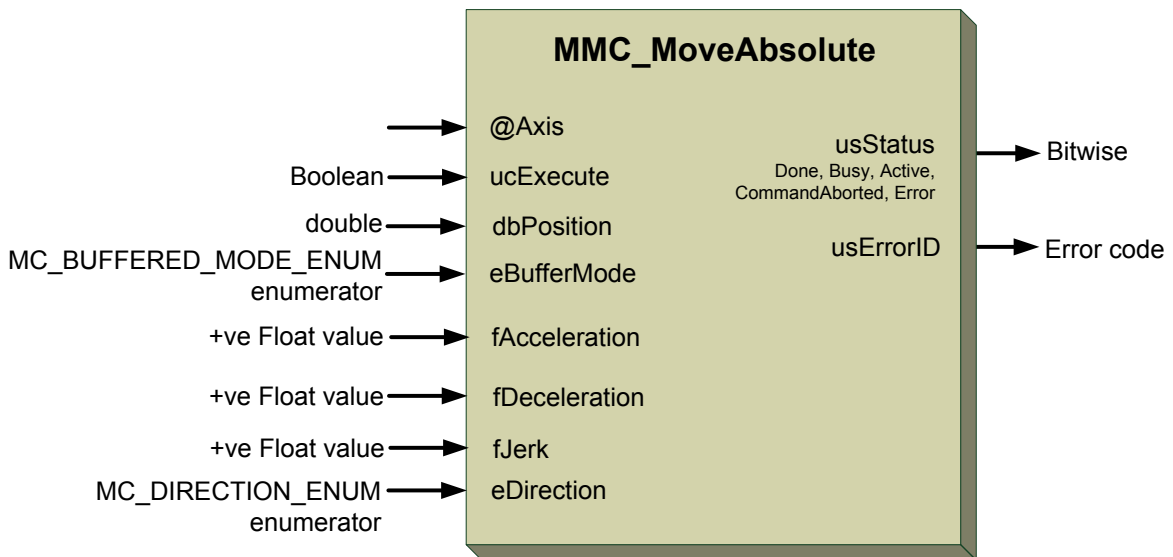 MMC_MoveAbsolute
@Axis
Boolean
ucExecute
double
dbPosition
MC_BUFFERED_MODE_ENUM
enumerator
eBufferMode
+ve Float value
fAcceleration
+ve Float value
fDeceleration
+ve Float value
fJerk
MC_DIRECTION_ENUM
enumerator
eDirection
usStatus
Done, Busy, Active,
CommandAborted, Error
Bitwise
usErrorID
Error code